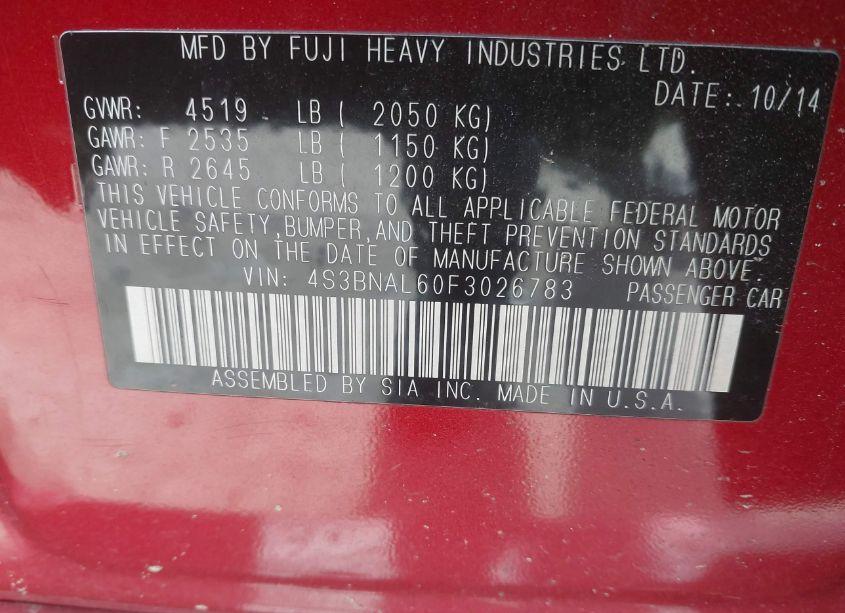 MFD BY FUJI HEAVY INDUSTRIES LTD.
DATE: 10/14
GVWR: 4519 LB ( 2050 KG)
GAWR: F 2535 LB ( 1150 KG)
GAWR: R 2645 LB ( 1200 KG)
THIS VEHICLE CONFORMS TO ALL APPLICABLE FEDERAL MOTOR
VEHICLE SAFETY, BUMPER, AND THEFT PREVENTION STANDARDS
IN EFFECT ON THE DATE OF MANUFACTURE SHOWN ABOVE.
VIN: 4S3BNAL60F3026783 PASSENGER CAR
ASSEMBLED BY SIA INC. MADE IN U.S.A.